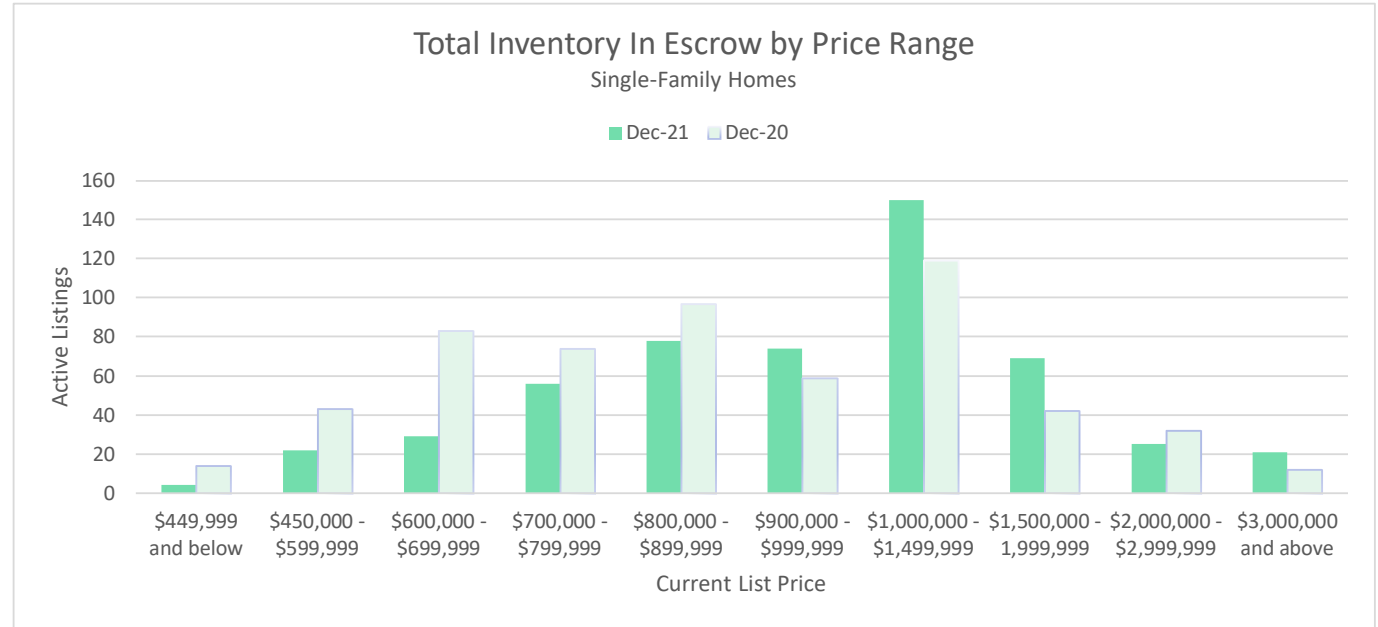 Total Inventory In Escrow by Price Range
Single-Family Homes
Dec-21 Dec-20
Active Listings
160
140
120
100
80
60
40
20
0
$449,999 $450,000 - $600,000 - $700,000 - $800,000 - $900,000 - $1,000,000 - $1,500,000 - $2,000,000 - $3,000,000
and below $599,999 $699,999 $799,999 $899,999 $999,999 $1,499,999 1,999,999 $2,999,999 and above
Current List Price